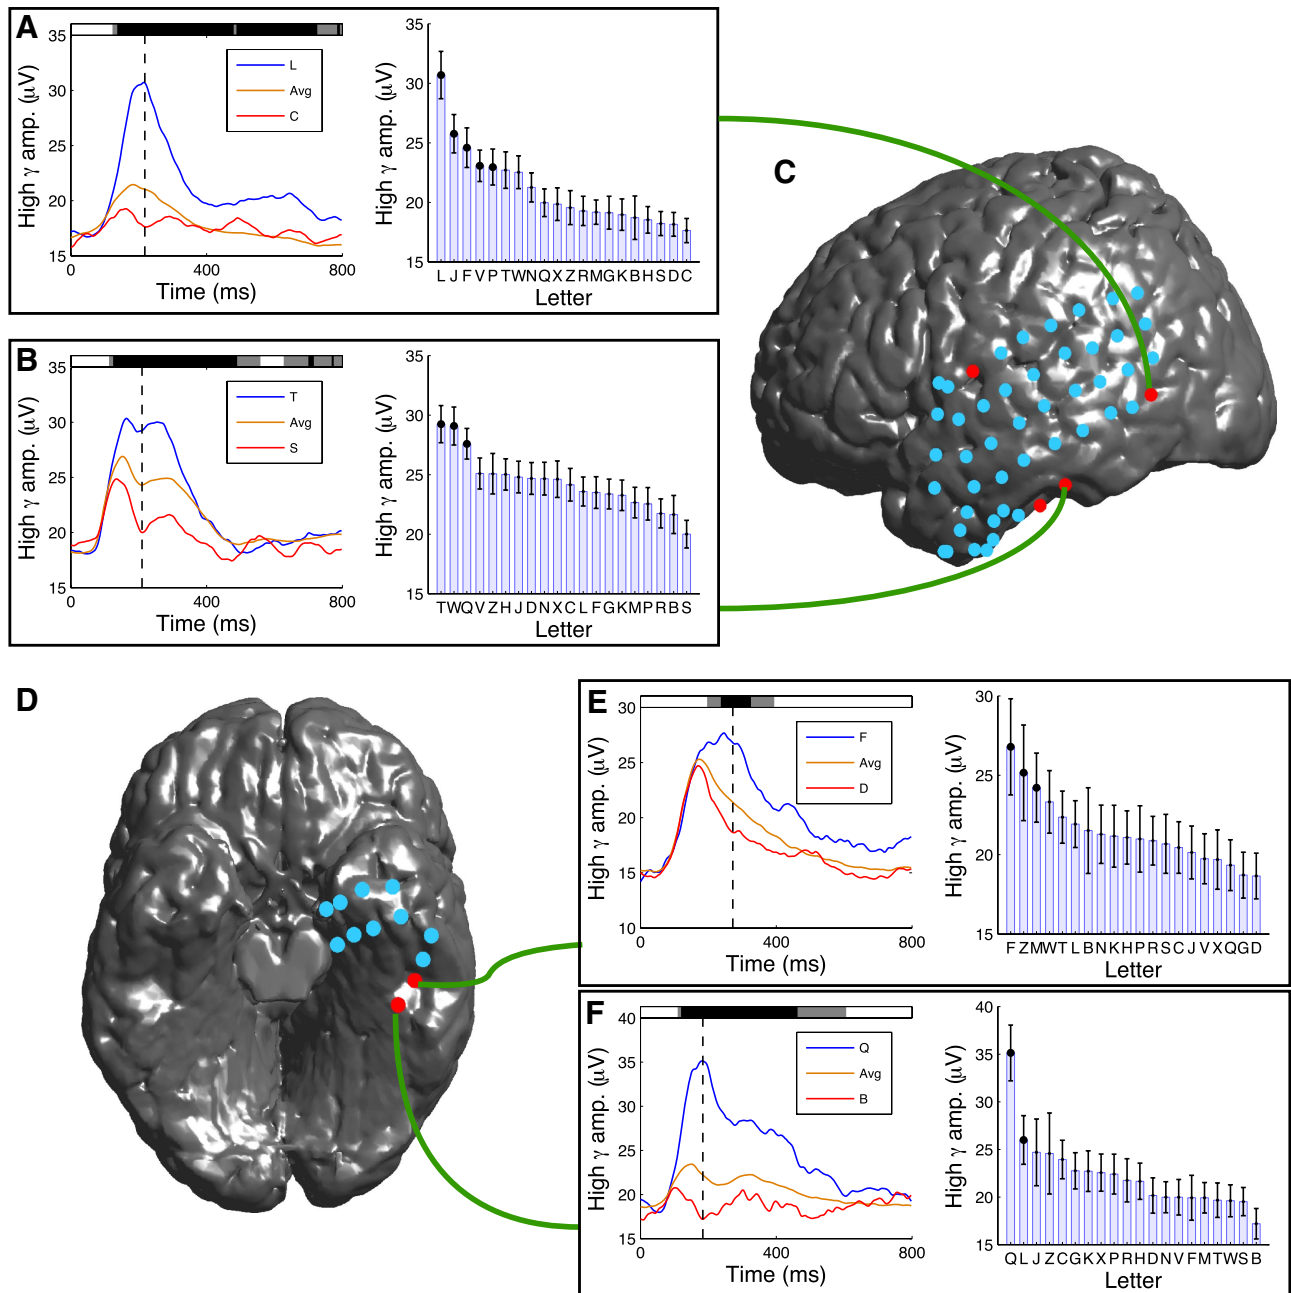 A
High γ amp. (μV)
35
30
25
20
15
0
400
800
Time (ms)
L
Avg
C
High γ amp. (μV)
35
30
25
20
15
L J F V P T W N Q X Z R M G K B H S D C
Letter
B
High γ amp. (μV)
35
30
25
20
15
0
400
800
Time (ms)
T
Avg
S
High γ amp. (μV)
35
30
25
20
15
T W Q V Z H J D N X C L F G K M P R B S
Letter
C
D
E
High γ amp. (μV)
30
25
20
15
10
0
400
800
Time (ms)
F
Avg
D
High γ amp. (μV)
30
25
20
15
F Z M W T L B N K H P R S C J V X Q G D
Letter
F
High γ amp. (μV)
40
35
30
25
20
15
0
400
800
Time (ms)
Q
Avg
B
High γ amp. (μV)
40
35
30
25
20
15
Q L J Z C G K X P R H D N V F M T W S B
Letter